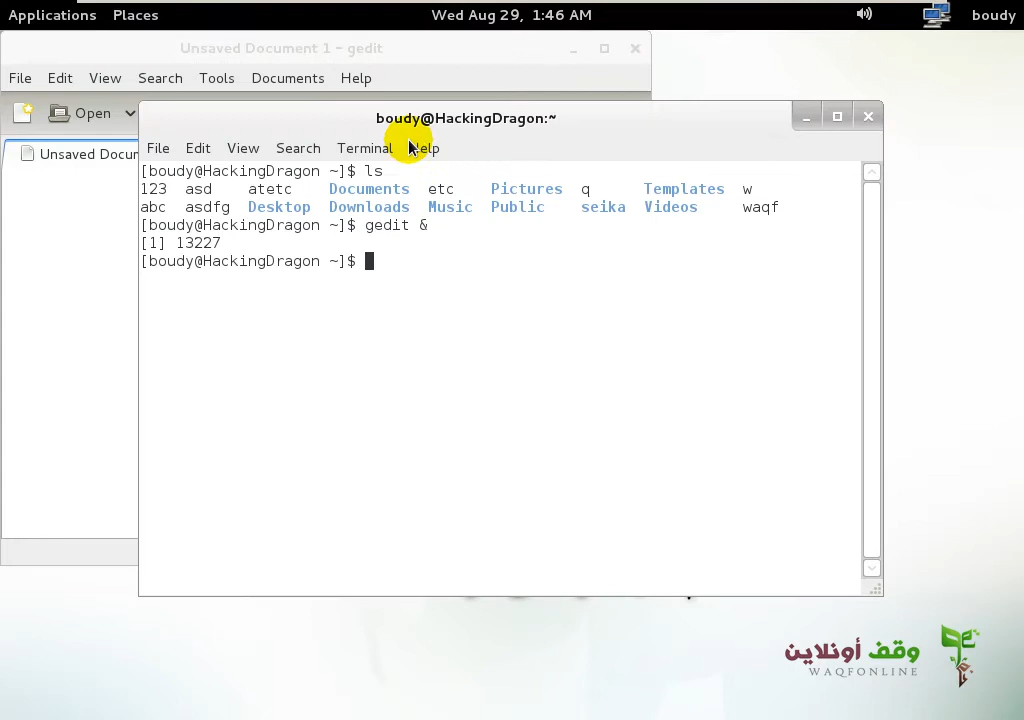 Applications Places Wed Aug 29, 1:46 AM boudy
Unsaved Document 1 - gedit
File Edit View Search Tools Documents Help
Open
Unsaved Docum
boudy@HackingDragon:~
File Edit View Search Terminal Help
[boudy@HackingDragon ~]$ ls
123 asd atetc Documents etc Pictures q Templates w
abc asdfg Desktop Downloads Music Public seika Videos waqf
[boudy@HackingDragon ~]$ gedit &
[1] 13227
[boudy@HackingDragon ~]$
وقف أونلاين
WAQFONLINE